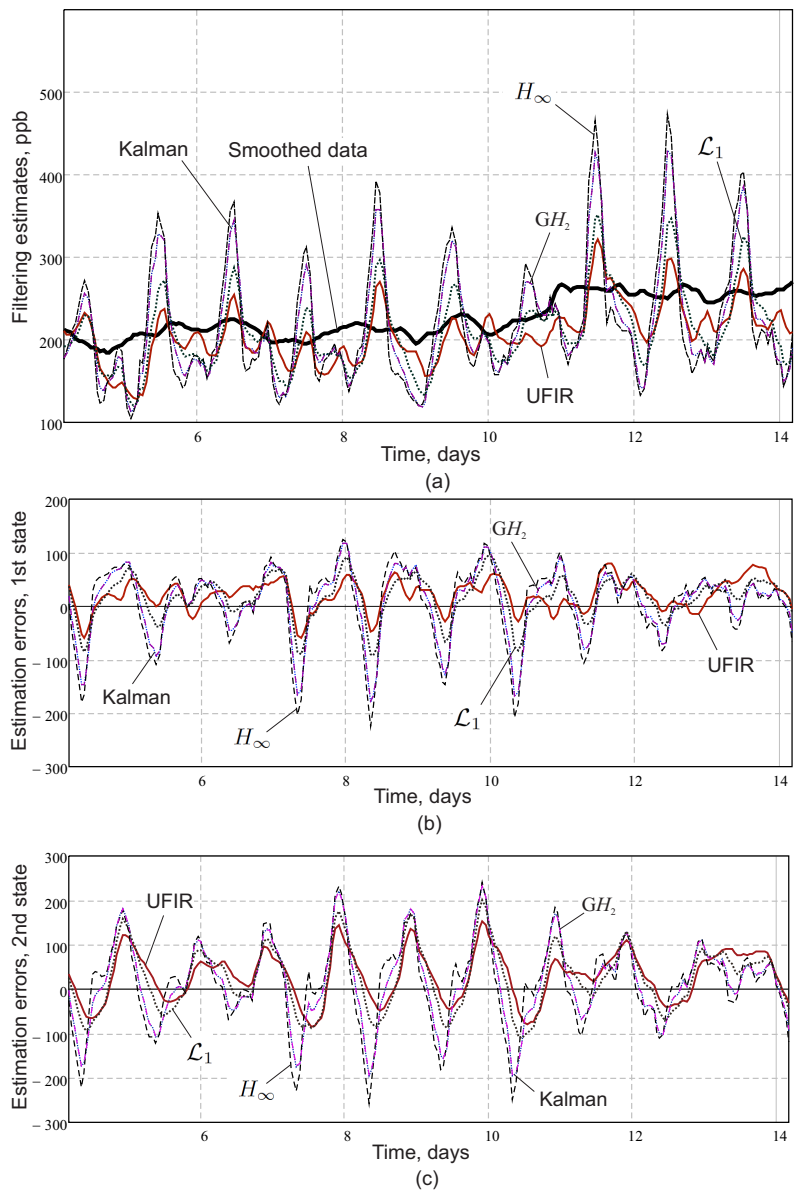 Filtering estimates, ppb
500
400
300
200
100
Kalman
Smoothed data
H∞
ℒ1
GH2
UFIR
6
8
10
12
14
Time, days
(a)
Estimation errors, 1st state
200
100
0
– 100
– 200
– 300
GH2
Kalman
H∞
ℒ1
UFIR
6
8
10
12
14
Time, days
(b)
Estimation errors, 2nd state
300
200
100
0
– 100
– 200
– 300
UFIR
GH2
ℒ1
H∞
Kalman
6
8
10
12
14
Time, days
(c)